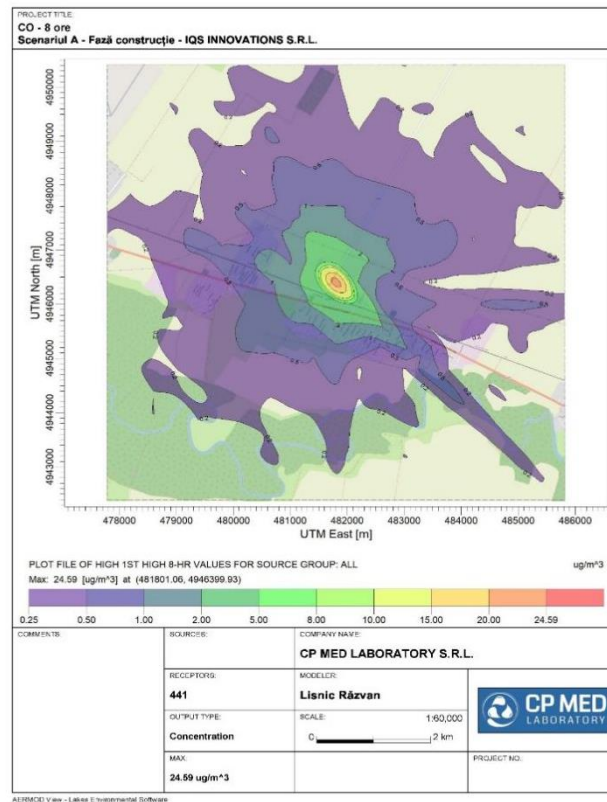 PROJECT TITLE:
CO - 8 ore
Scenariul A - Fază construcție - IQS INNOVATIONS S.R.L.
UTM North [m]
4950000
4949000
4948000
4947000
4946000
4945000
4944000
4943000
478000 479000 480000 481000 482000 483000 484000 485000 486000
UTM East [m]
PLOT FILE OF HIGH 1ST HIGH 8-HR VALUES FOR SOURCE GROUP: ALL
ug/m^3
Max: 24.59 [ug/m^3] at (481801.06, 4946399.93)
0.25 0.50 1.00 2.00 5.00 8.00 10.00 15.00 20.00 24.59
COMMENTS:
SOURCES:
COMPANY NAME:
CP MED LABORATORY S.R.L.
RECEPTORS:
441
MODELER:
Lisnic Răzvan
OUTPUT TYPE:
Concentration
SCALE:
1:60,000
0 2 km
CP MED
LABORATORY
MAX:
24.59 ug/m^3
PROJECT NO.:
AERMOD View - Lakes Environmental Software